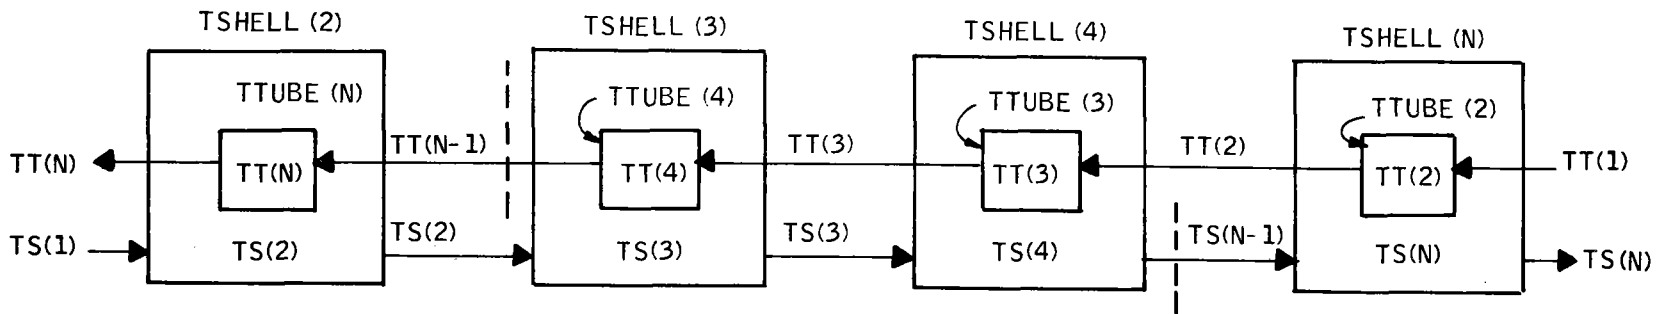 TSHELL (2)
TSHELL (3)
TSHELL (4)
TSHELL (N)
TTUBE (N)
TTUBE (4)
TTUBE (3)
TTUBE (2)
TT(N)
TT(N)
TT(N-1)
TT(4)
TT(3)
TT(3)
TT(2)
TT(2)
TT(1)
TS(1)
TS(2)
TS(2)
TS(3)
TS(3)
TS(4)
TS(N-1)
TS(N)
TS(N)